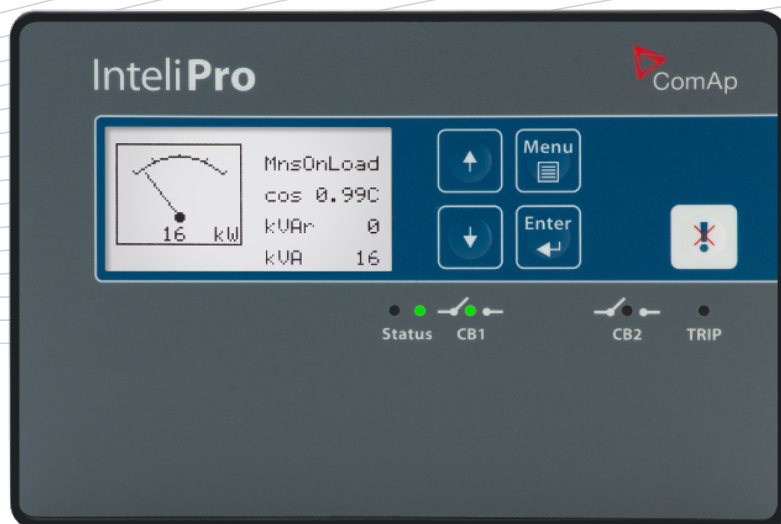 InteliPro
ComAp
MnsOnLoad
cos 0.99C
kVAr 0
kVA 16
16 kW
Menu
Enter
Status CB1 CB2 TRIP